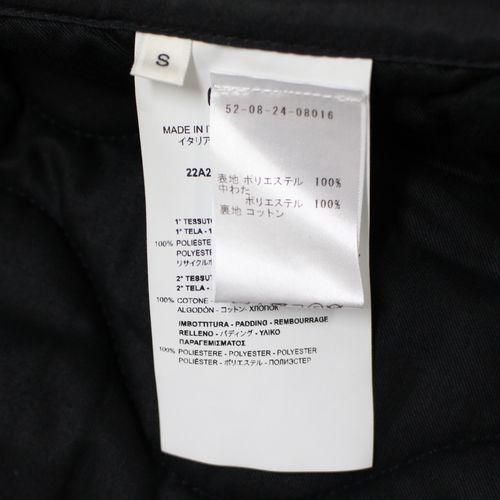 S
52-08-24-08016
表地 ポリエステル 100%
中わた
ポリエステル 100%
裏地 コットン
MADE IN
イタリア
22A2
1° TESSUT
1° TELA - 1
100% POLIESTERE
POLYES
リサイクルポ
2° TESSUT
2° TELA -
100% COTONE -
ALGODÓN - コットン- ХЛОПОК
IMBOTTITURA - PADDING - REMBOURRAGE
RELLENO - パディング - ΥΛΙΚΟ
ΠΑΡΑΓΕΜΙΣΜΑΤΟΣ
100% POLIESTERE - POLYESTER - POLYESTER
POLIÉSTER - ポリエステル - ПОЛИЭСТЕР